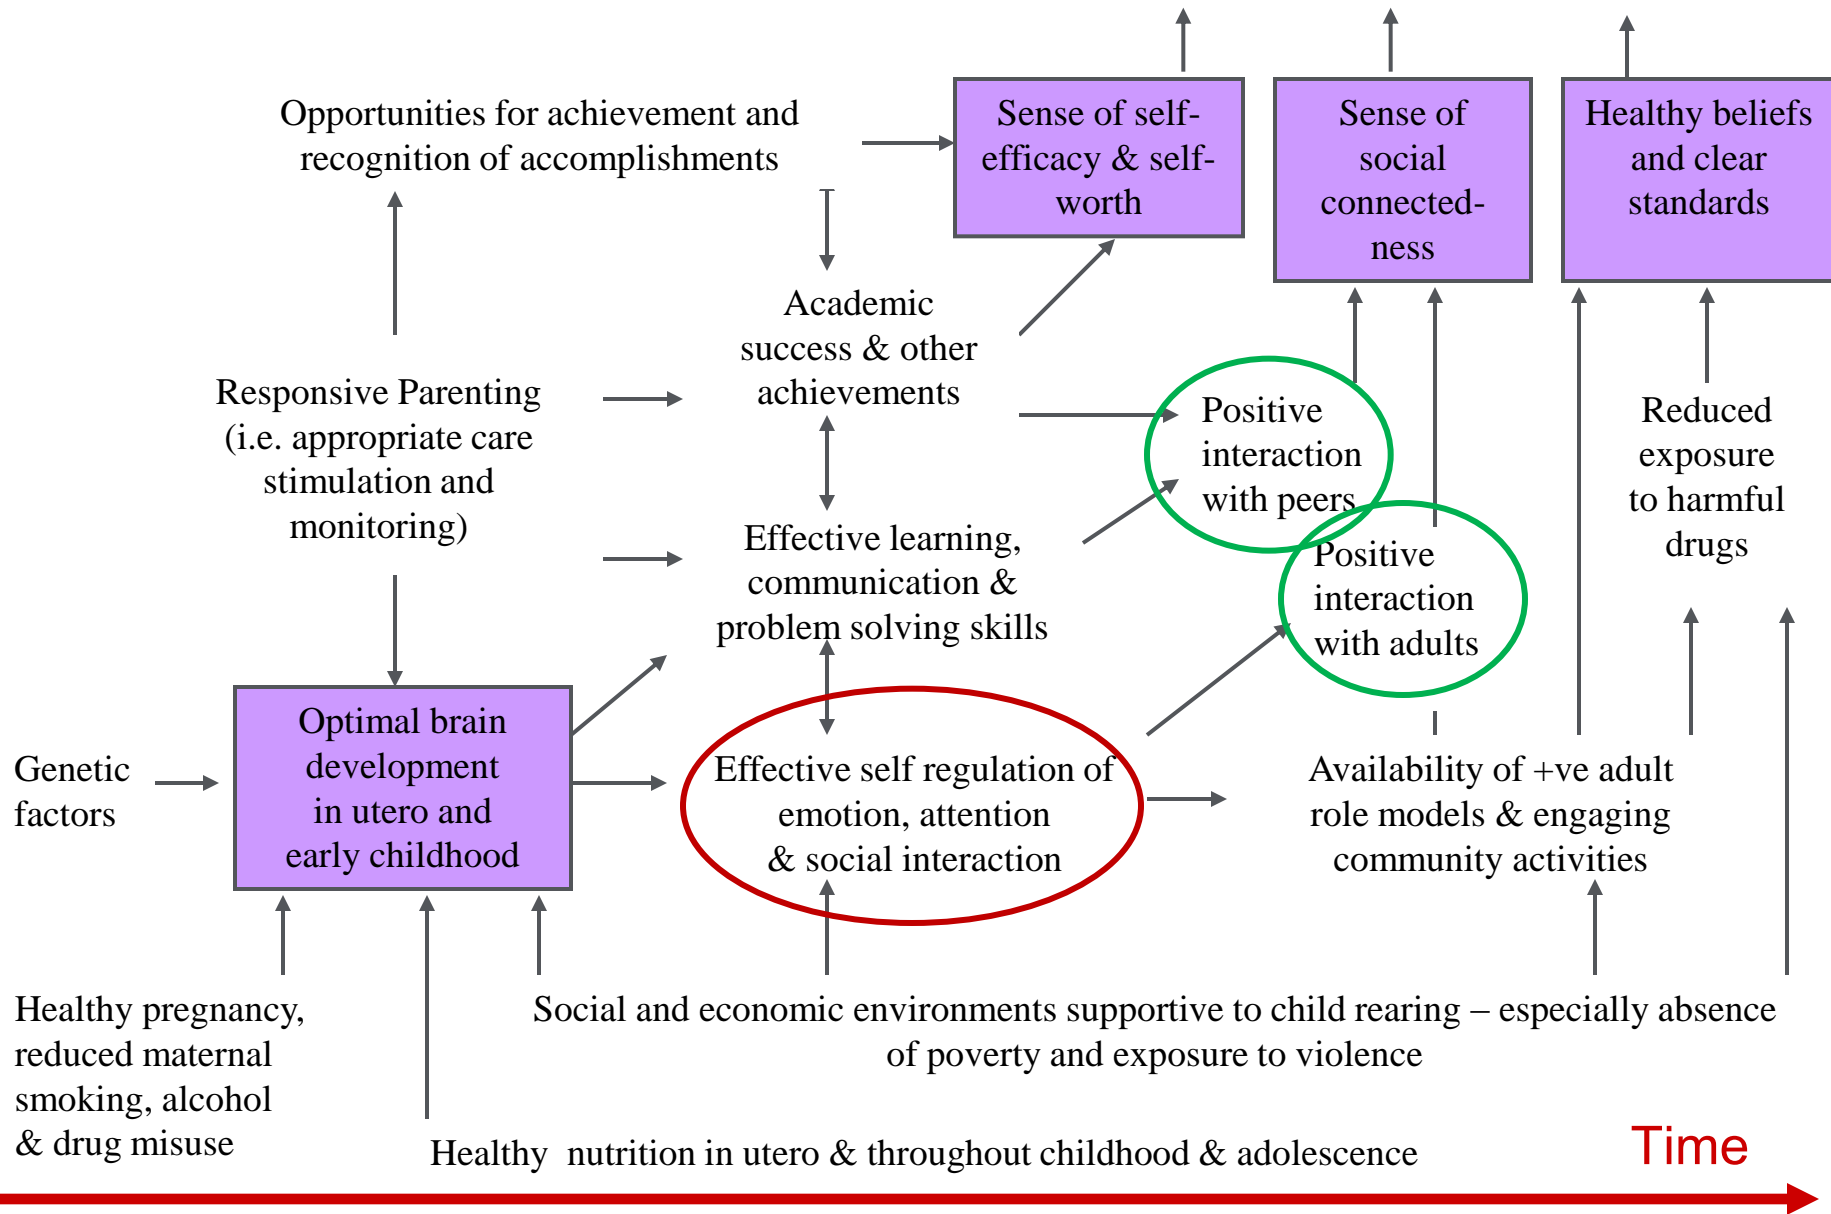 Opportunities for achievement and
recognition of accomplishments
Sense of self-
efficacy & self-
worth
Sense of
social
connected-
ness
Healthy beliefs
and clear
standards
Academic
success & other
achievements
Responsive Parenting
(i.e. appropriate care
stimulation and
monitoring)
Positive
interaction
with peers
Reduced
exposure
to harmful
drugs
Effective learning,
communication &
problem solving skills
Positive
interaction
with adults
Genetic
factors
Optimal brain
development
in utero and
early childhood
Effective self regulation of
emotion, attention
& social interaction
Availability of +ve adult
role models & engaging
community activities
Healthy pregnancy,
reduced maternal
smoking, alcohol
& drug misuse
Social and economic environments supportive to child rearing – especially absence
of poverty and exposure to violence
Healthy  nutrition in utero & throughout childhood & adolescence
Time